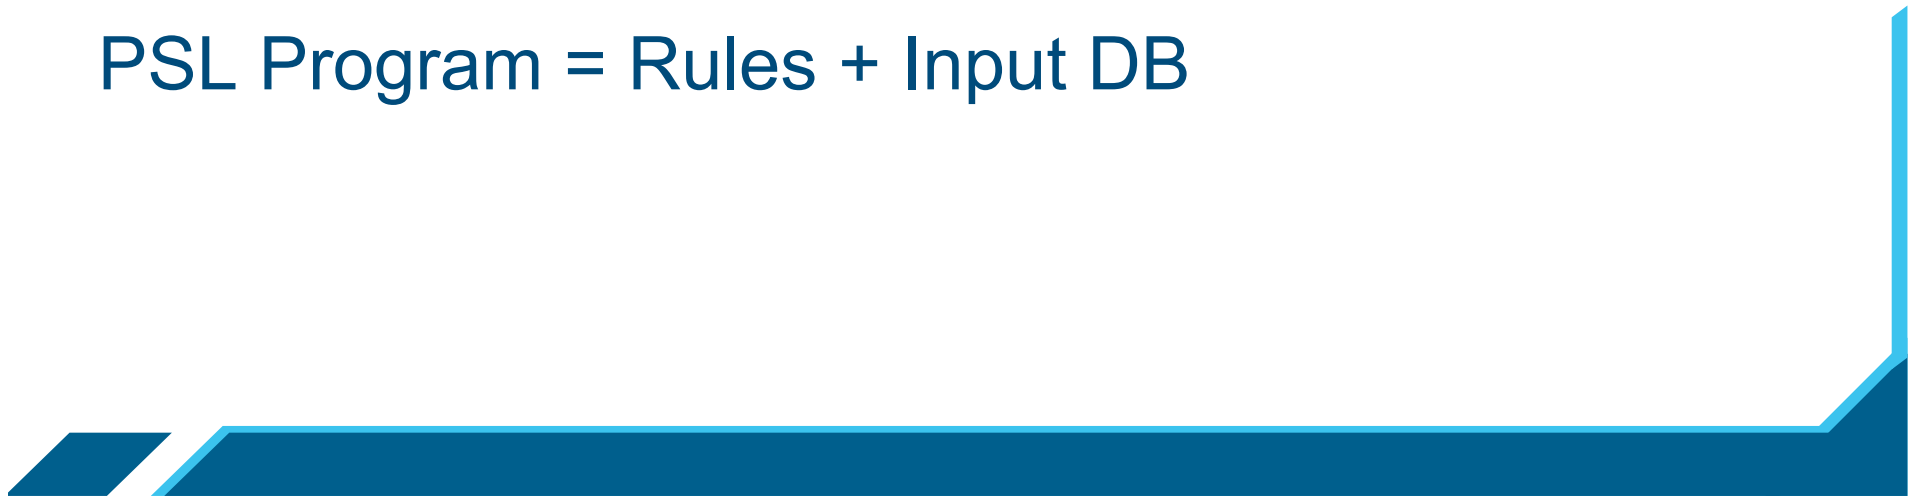 PSL Program = Rules + Input DB